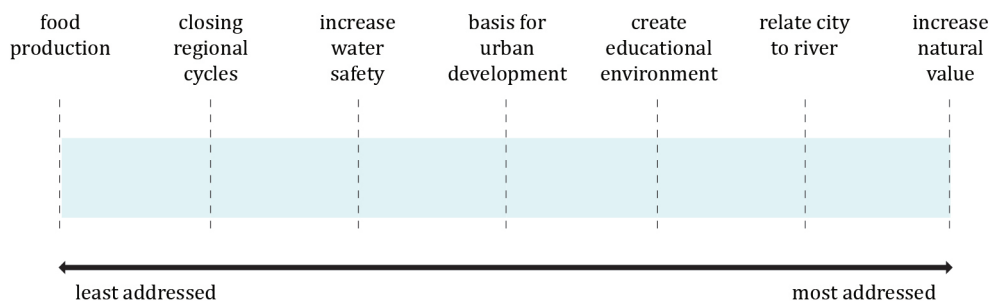 food
production
closing
regional
cycles
increase
water
safety
basis for
urban
development
create
educational
environment
relate city
to river
increase
natural
value
least addressed
most addressed